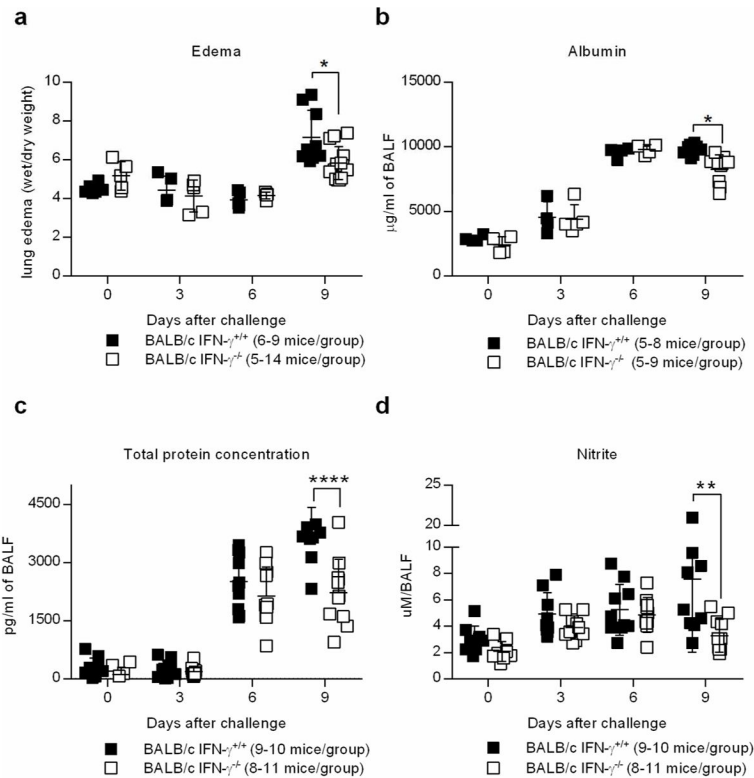 a
Edema
*
lung edema (wet/dry weight)
10
8
6
4
2
0
0 3 6 9
Days after challenge
BALB/c IFN-γ+/+ (6-9 mice/group)
BALB/c IFN-γ-/- (5-14 mice/group)
b
Albumin
*
μg/ml of BALF
15000
10000
5000
0
0 3 6 9
Days after challenge
BALB/c IFN-γ+/+ (5-8 mice/group)
BALB/c IFN-γ-/- (5-9 mice/group)
c
Total protein concentration
****
pg/ml of BALF
4500
3000
1500
0
0 3 6 9
Days after challenge
BALB/c IFN-γ+/+ (9-10 mice/group)
BALB/c IFN-γ-/- (8-11 mice/group)
d
Nitrite
**
uM/BALF
25
20
10
8
6
4
2
0
0 3 6 9
Days after challenge
BALB/c IFN-γ+/+ (9-10 mice/group)
BALB/c IFN-γ-/- (8-11 mice/group)